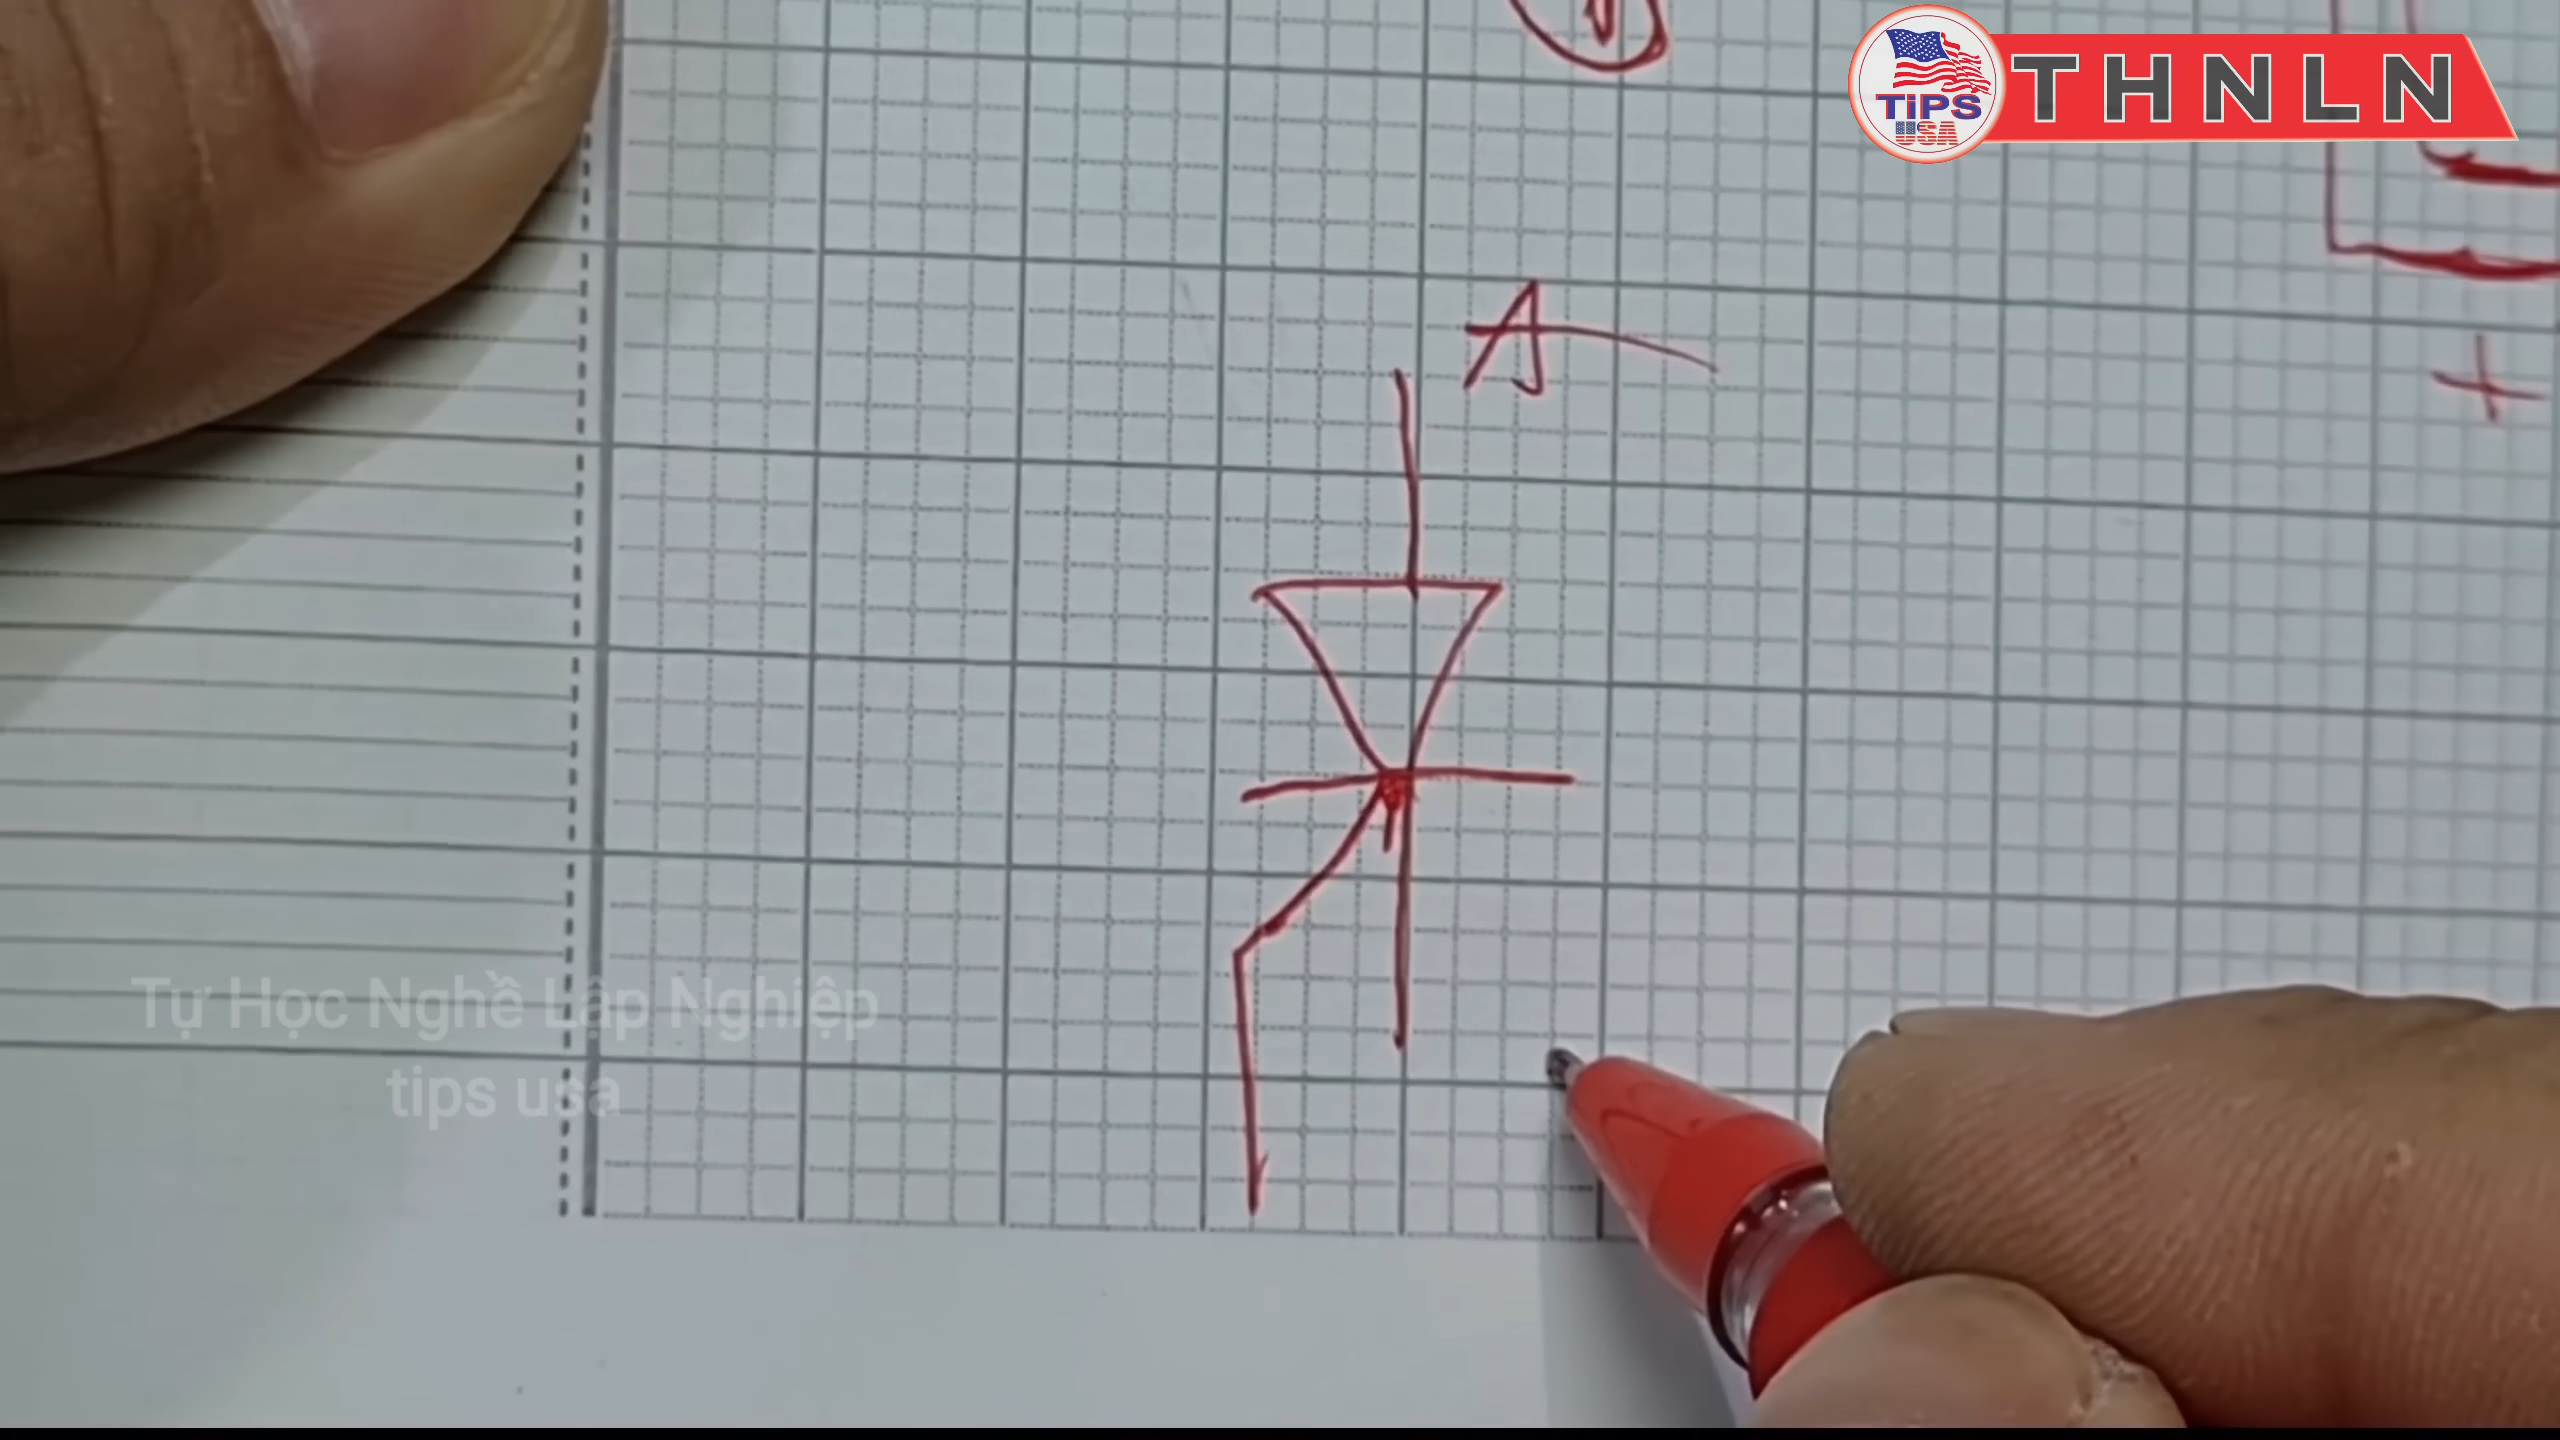 TiPS
USA
THNLN
A
+
Tự Học Nghề Lập Nghiệp
tips usa